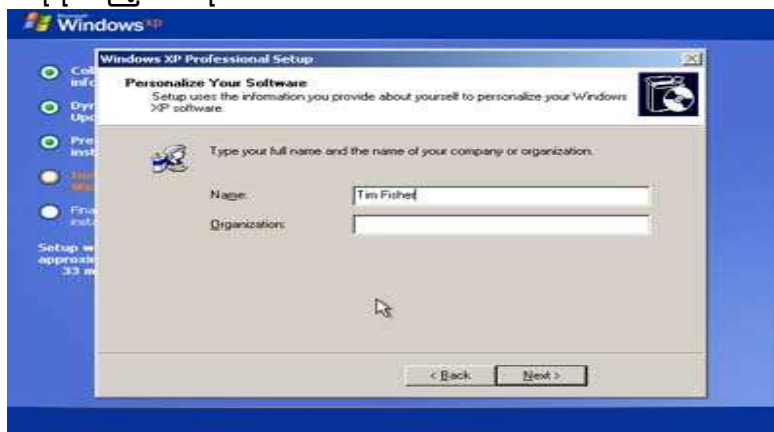 Windows xp
Windows XP Professional Setup
Personalize Your Software
Setup uses the information you provide about yourself to personalize your Windows
XP software.
Type your full name and the name of your company or organization.
Name:
Tim Fisher
Organization:
< Back
Next >
33 m